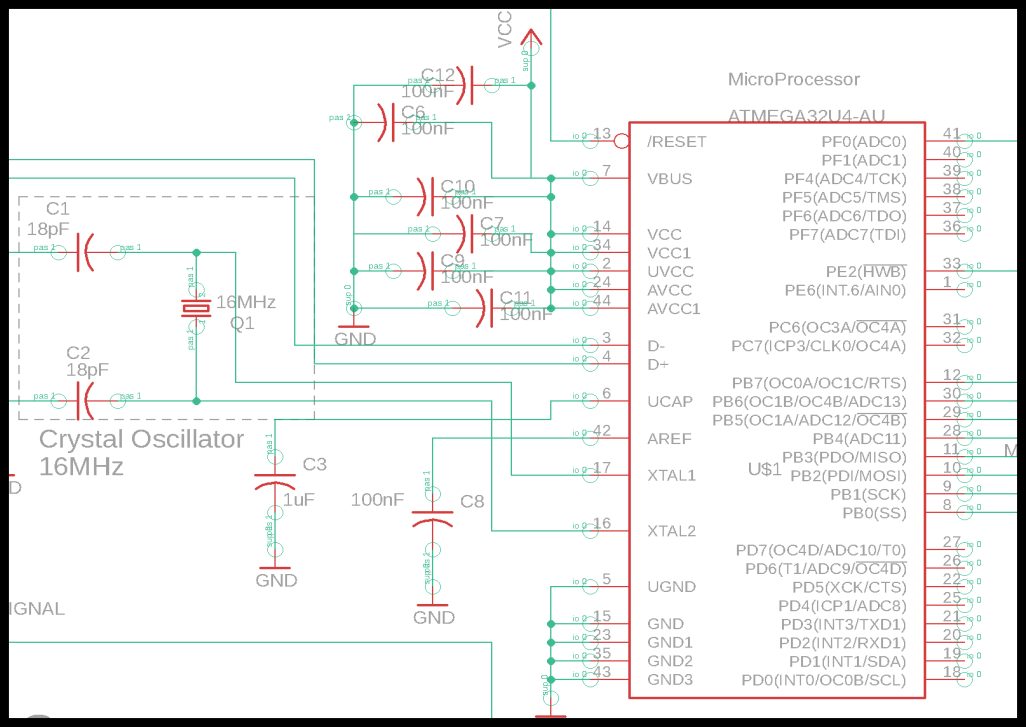 VCC
MicroProcessor
ATMEGA32U4-AU
C12
100nF
C6
100nF
C10
100nF
C7
100nF
C9
100nF
C11
100nF
GND
pas 1
sup 0
io 0
13 /RESET
7 VBUS
14 VCC
34 VCC1
2 UVCC
24 AVCC
44 AVCC1
3 D-
4 D+
6 UCAP
42 AREF
17 XTAL1
16 XTAL2
5 UGND
15 GND
23 GND1
35 GND2
43 GND3
PF0(ADC0) 41
PF1(ADC1) 40
PF4(ADC4/TCK) 39
PF5(ADC5/TMS) 38
PF6(ADC6/TDO) 37
PF7(ADC7(TDI) 36
PE2(HWB) 33
PE6(INT.6/AIN0) 1
PC6(OC3A/OC4A) 31
PC7(ICP3/CLK0/OC4A) 32
PB7(OC0A/OC1C/RTS) 12
PB6(OC1B/OC4B/ADC13) 30
PB5(OC1A/ADC12/OC4B) 29
PB4(ADC11) 28
PB3(PDO/MISO) 11
PB2(PDI/MOSI) 10
PB1(SCK) 9
PB0(SS) 8
PD7(OC4D/ADC10/T0) 27
PD6(T1/ADC9/OC4D) 26
PD5(XCK/CTS) 22
PD4(ICP1/ADC8) 25
PD3(INT3/TXD1) 21
PD2(INT2/RXD1) 20
PD1(INT1/SDA) 19
PD0(INT0/OC0B/SCL) 18
U$1
M
C1
18pF
16MHz
Q1
C2
18pF
Crystal Oscillator
16MHz
D
C3
1uF
GND
100nF
C8
GND
IGNAL